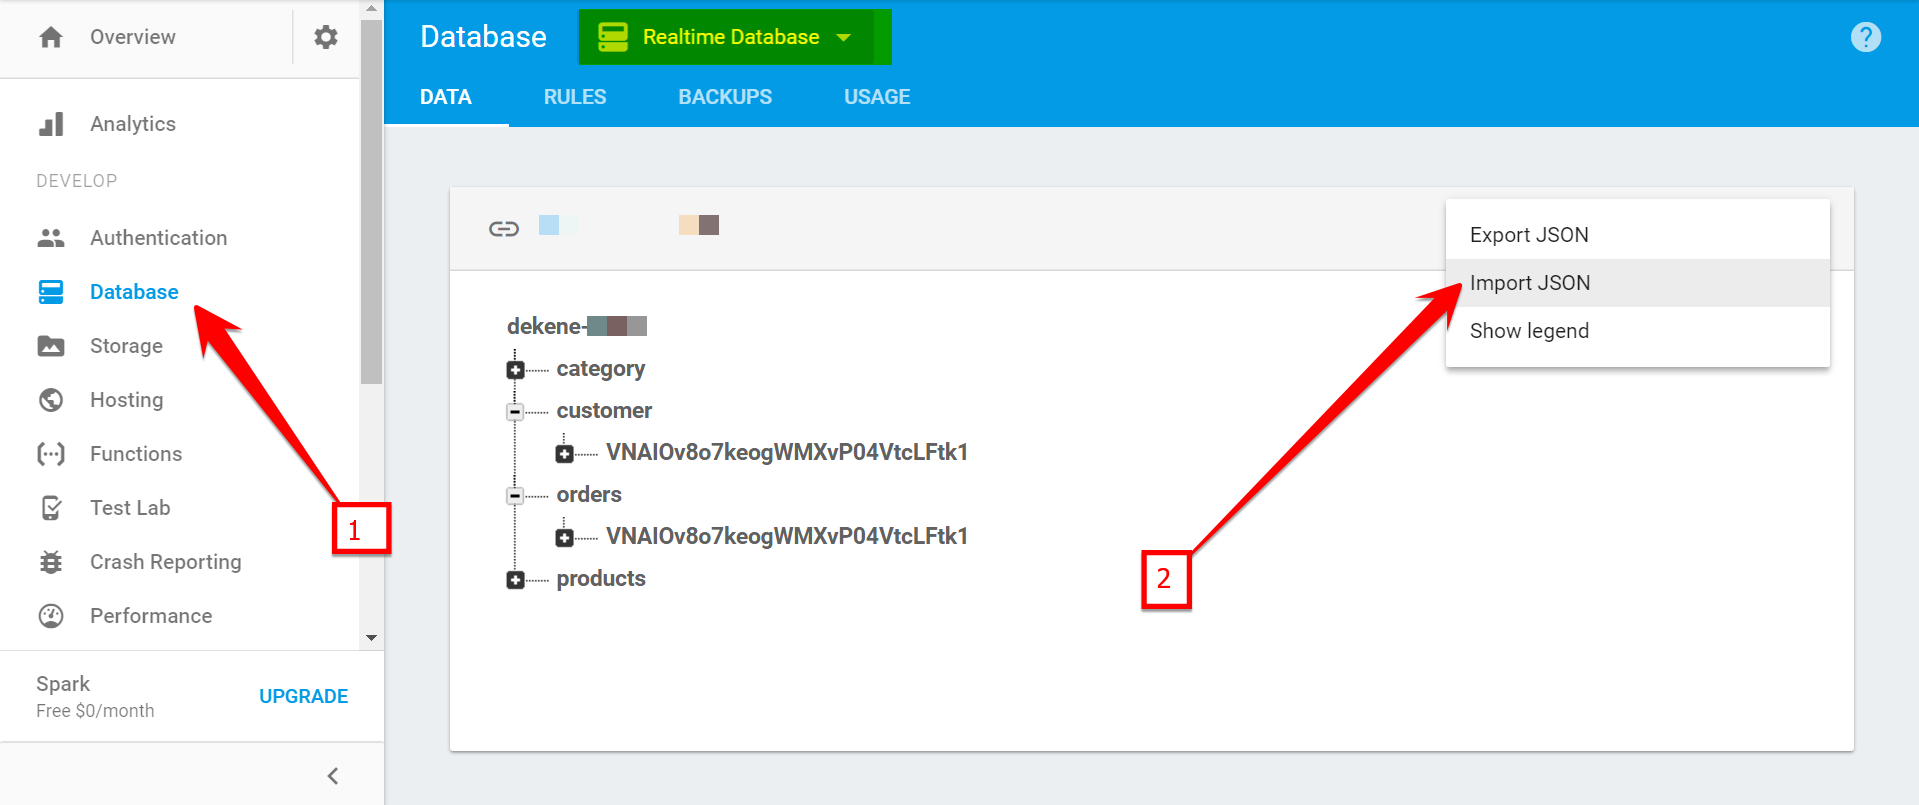 Overview
Analytics
DEVELOP
Authentication
Database
Storage
Hosting
Functions
Test Lab
Crash Reporting
Performance
Spark
Free $0/month
UPGRADE
1
Database
Realtime Database
DATA RULES BACKUPS USAGE
Export JSON
Import JSON
Show legend
dekene-
category
customer
VNAIOv8o7keogWMXvP04VtcLFtk1
orders
VNAIOv8o7keogWMXvP04VtcLFtk1
products
2